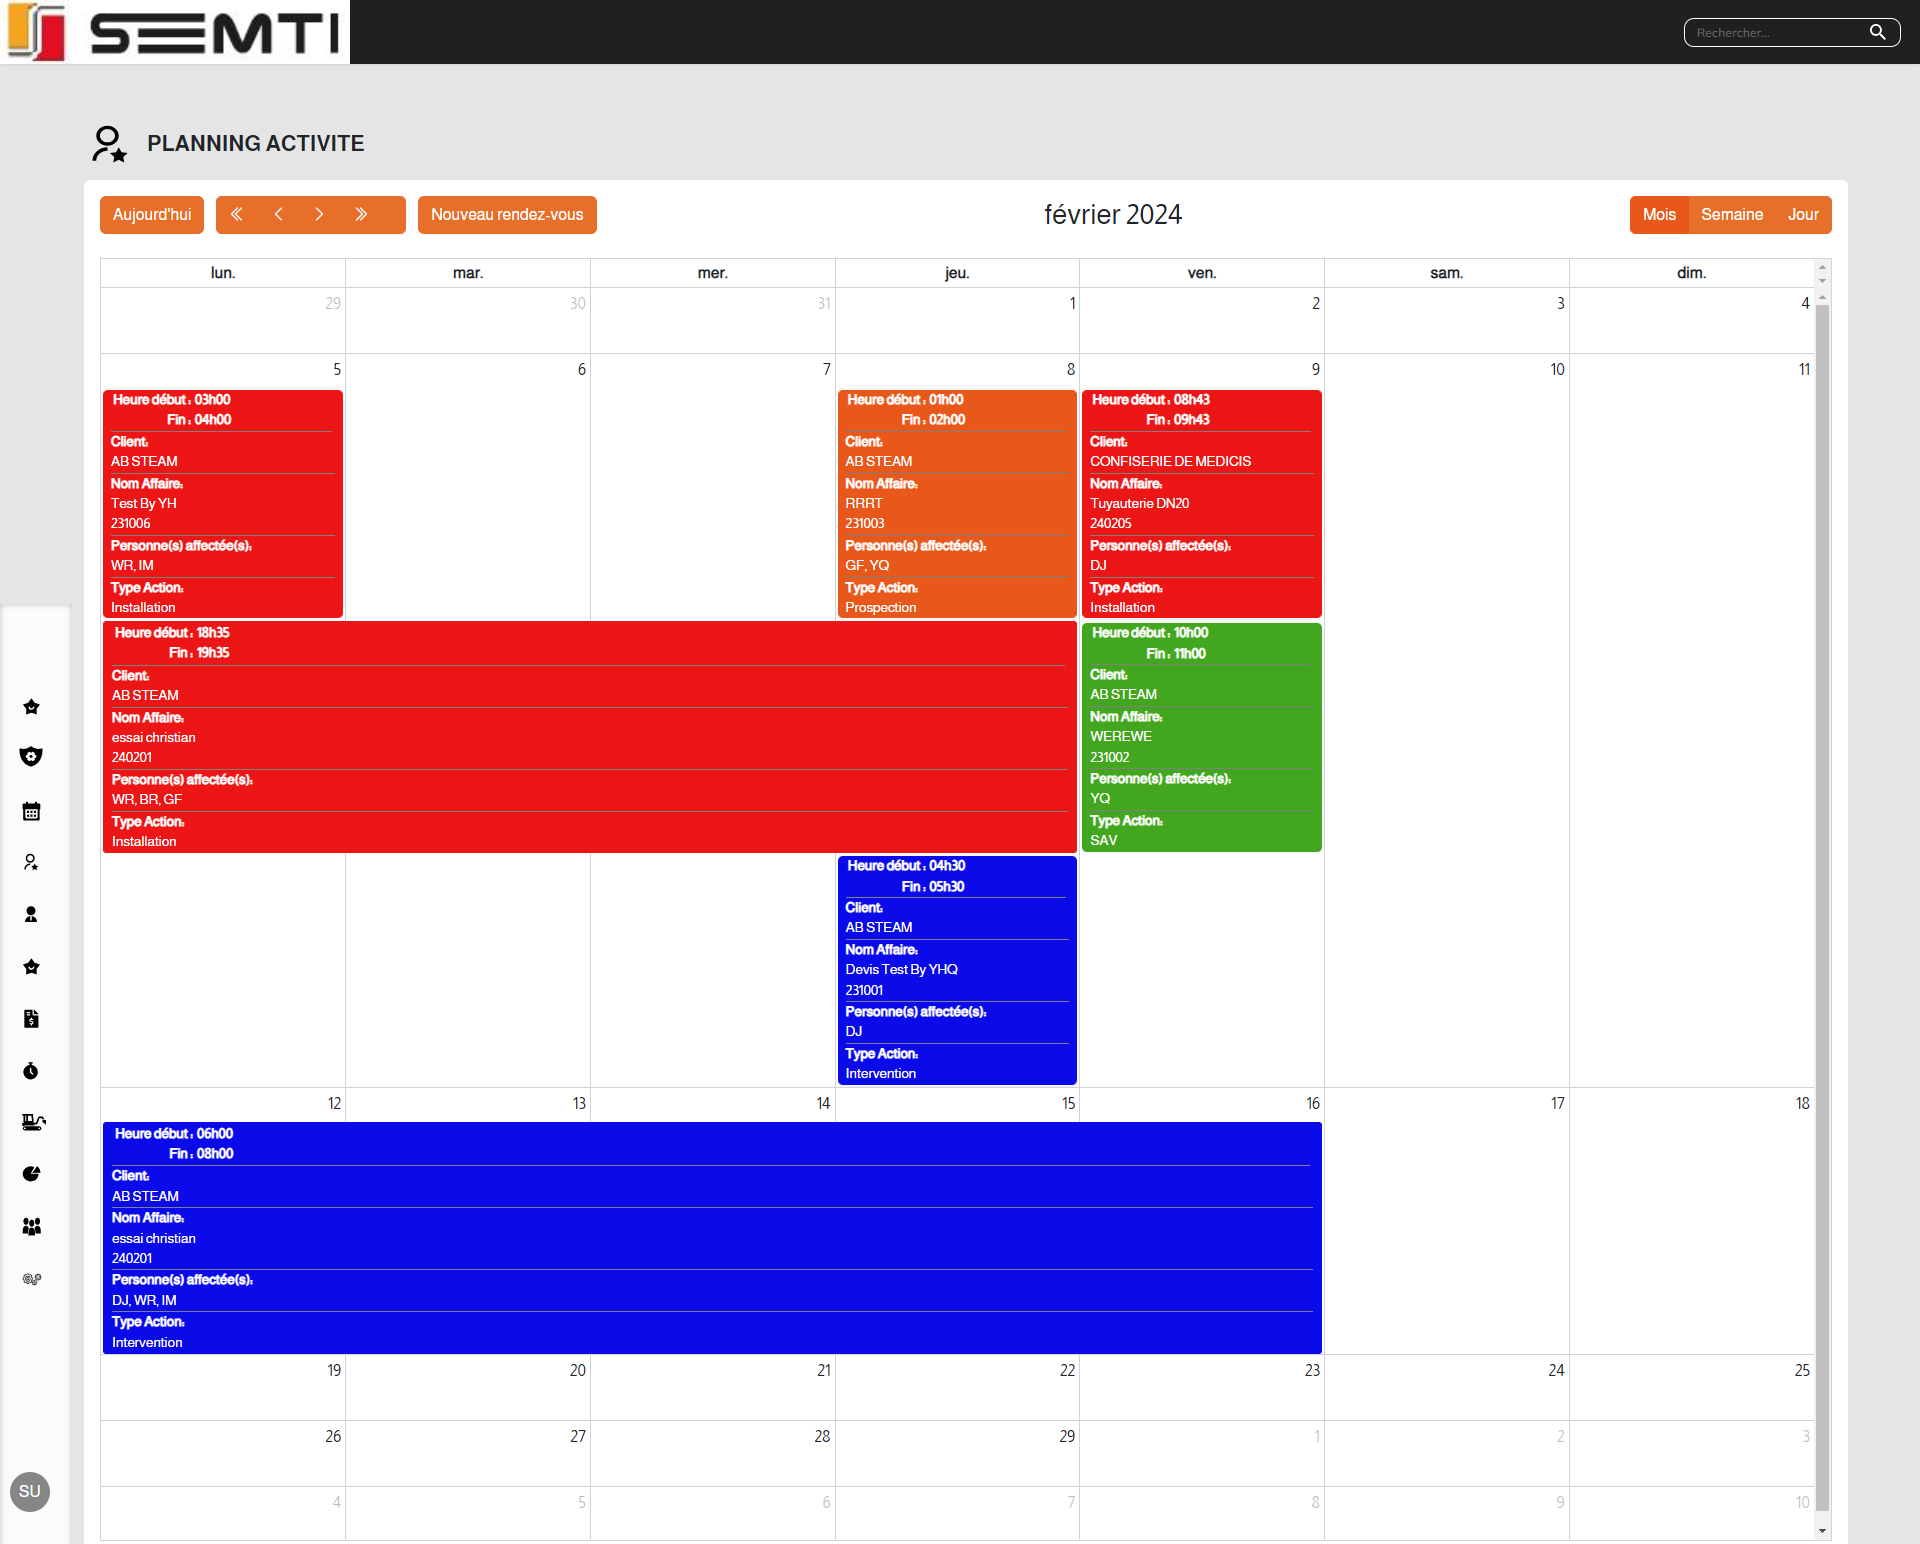 SEMTI
Rechercher...
PLANNING ACTIVITE
Aujourd'hui
Nouveau rendez-vous
février 2024
Mois Semaine Jour
lun. mar. mer. jeu. ven. sam. dim.
29 30 31 1 2 3 4
5 6 7 8 9 10 11
Heure début : 03h00
Fin : 04h00
Client:
AB STEAM
Nom Affaire:
Test By YH
231006
Personne(s) affectée(s):
WR, IM
Type Action:
Installation
Heure début : 01h00
Fin : 02h00
Client:
AB STEAM
Nom Affaire:
RRRT
231003
Personne(s) affectée(s):
GF, YQ
Type Action:
Prospection
Heure début : 08h43
Fin : 09h43
Client:
CONFISERIE DE MEDICIS
Nom Affaire:
Tuyauterie DN20
240205
Personne(s) affectée(s):
DJ
Type Action:
Installation
Heure début : 18h35
Fin : 19h35
Client:
AB STEAM
Nom Affaire:
essai christian
240201
Personne(s) affectée(s):
WR, BR, GF
Type Action:
Installation
Heure début : 10h00
Fin : 11h00
Client:
AB STEAM
Nom Affaire:
WEREWE
231002
Personne(s) affectée(s):
YQ
Type Action:
SAV
Heure début : 04h30
Fin : 05h30
Client:
AB STEAM
Nom Affaire:
Devis Test By YHQ
231001
Personne(s) affectée(s):
DJ
Type Action:
Intervention
12 13 14 15 16 17 18
Heure début : 06h00
Fin : 08h00
Client:
AB STEAM
Nom Affaire:
essai christian
240201
Personne(s) affectée(s):
DJ, WR, IM
Type Action:
Intervention
19 20 21 22 23 24 25
26 27 28 29 1 2 3
4 5 6 7 8 9 10
SU